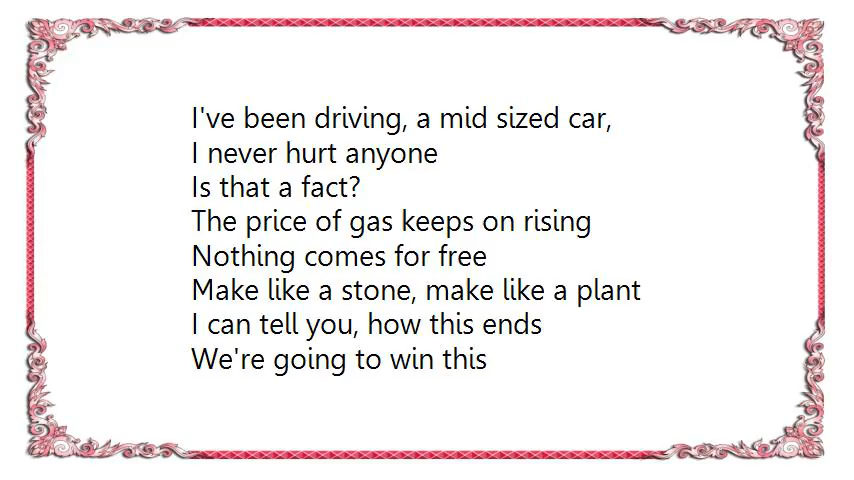 I've been driving, a mid sized car,
I never hurt anyone
Is that a fact?
The price of gas keeps on rising
Nothing comes for free
Make like a stone, make like a plant
I can tell you, how this ends
We're going to win this